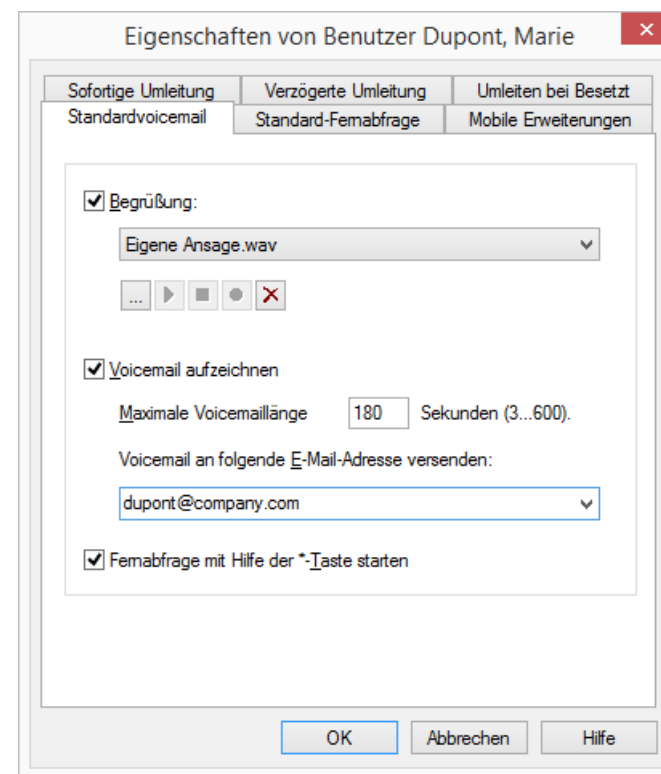 Eigenschaften von Benutzer Dupont, Marie
Sofortige Umleitung Verzögerte Umleitung Umleiten bei Besetzt
Standardvoicemail Standard-Fernabfrage Mobile Erweiterungen
Begrüßung:
Eigene Ansage.wav
...
Voicemail aufzeichnen
Maximale Voicemaillänge 180 Sekunden (3...600).
Voicemail an folgende E-Mail-Adresse versenden:
dupont@company.com
Fernabfrage mit Hilfe der *-Taste starten
OK Abbrechen Hilfe